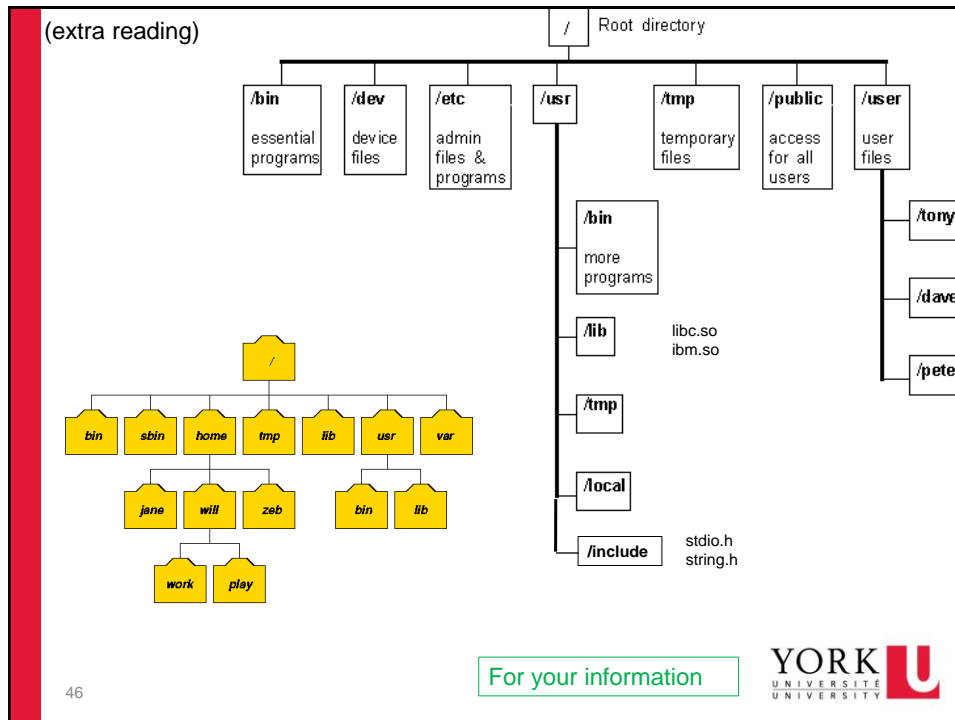 (extra reading)
/
Root directory
/bin
essential
programs
/dev
device
files
/etc
admin
files &
programs
/usr
/tmp
temporary
files
/public
access
for all
users
/user
user
files
/bin
more
programs
/lib
libc.so
ibm.so
/tmp
/local
/include
stdio.h
string.h
/tony
/dave
/pete
/
bin
sbin
home
tmp
lib
usr
var
jane
will
zeb
bin
lib
work
play
For your information
46
YORK U
UNIVERSITÉ
UNIVERSITY